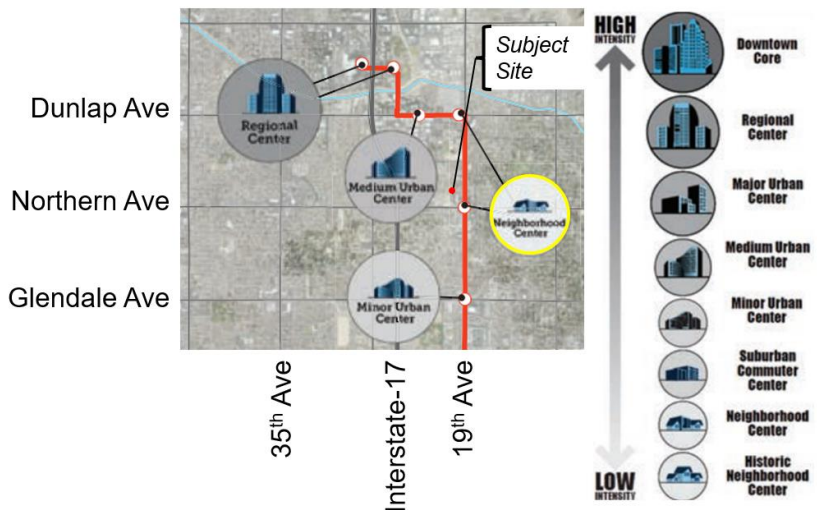 Subject
Site
Dunlap Ave
Northern Ave
Glendale Ave
Regional
Center
Medium Urban
Center
Neighborhood
Center
Minor Urban
Center
35th Ave
Interstate-17
19th Ave
HIGH
INTENSITY
LOW
INTENSITY
Downtown
Core
Regional
Center
Major Urban
Center
Medium Urban
Center
Minor Urban
Center
Suburban
Commuter
Center
Neighborhood
Center
Historic
Neighborhood
Center